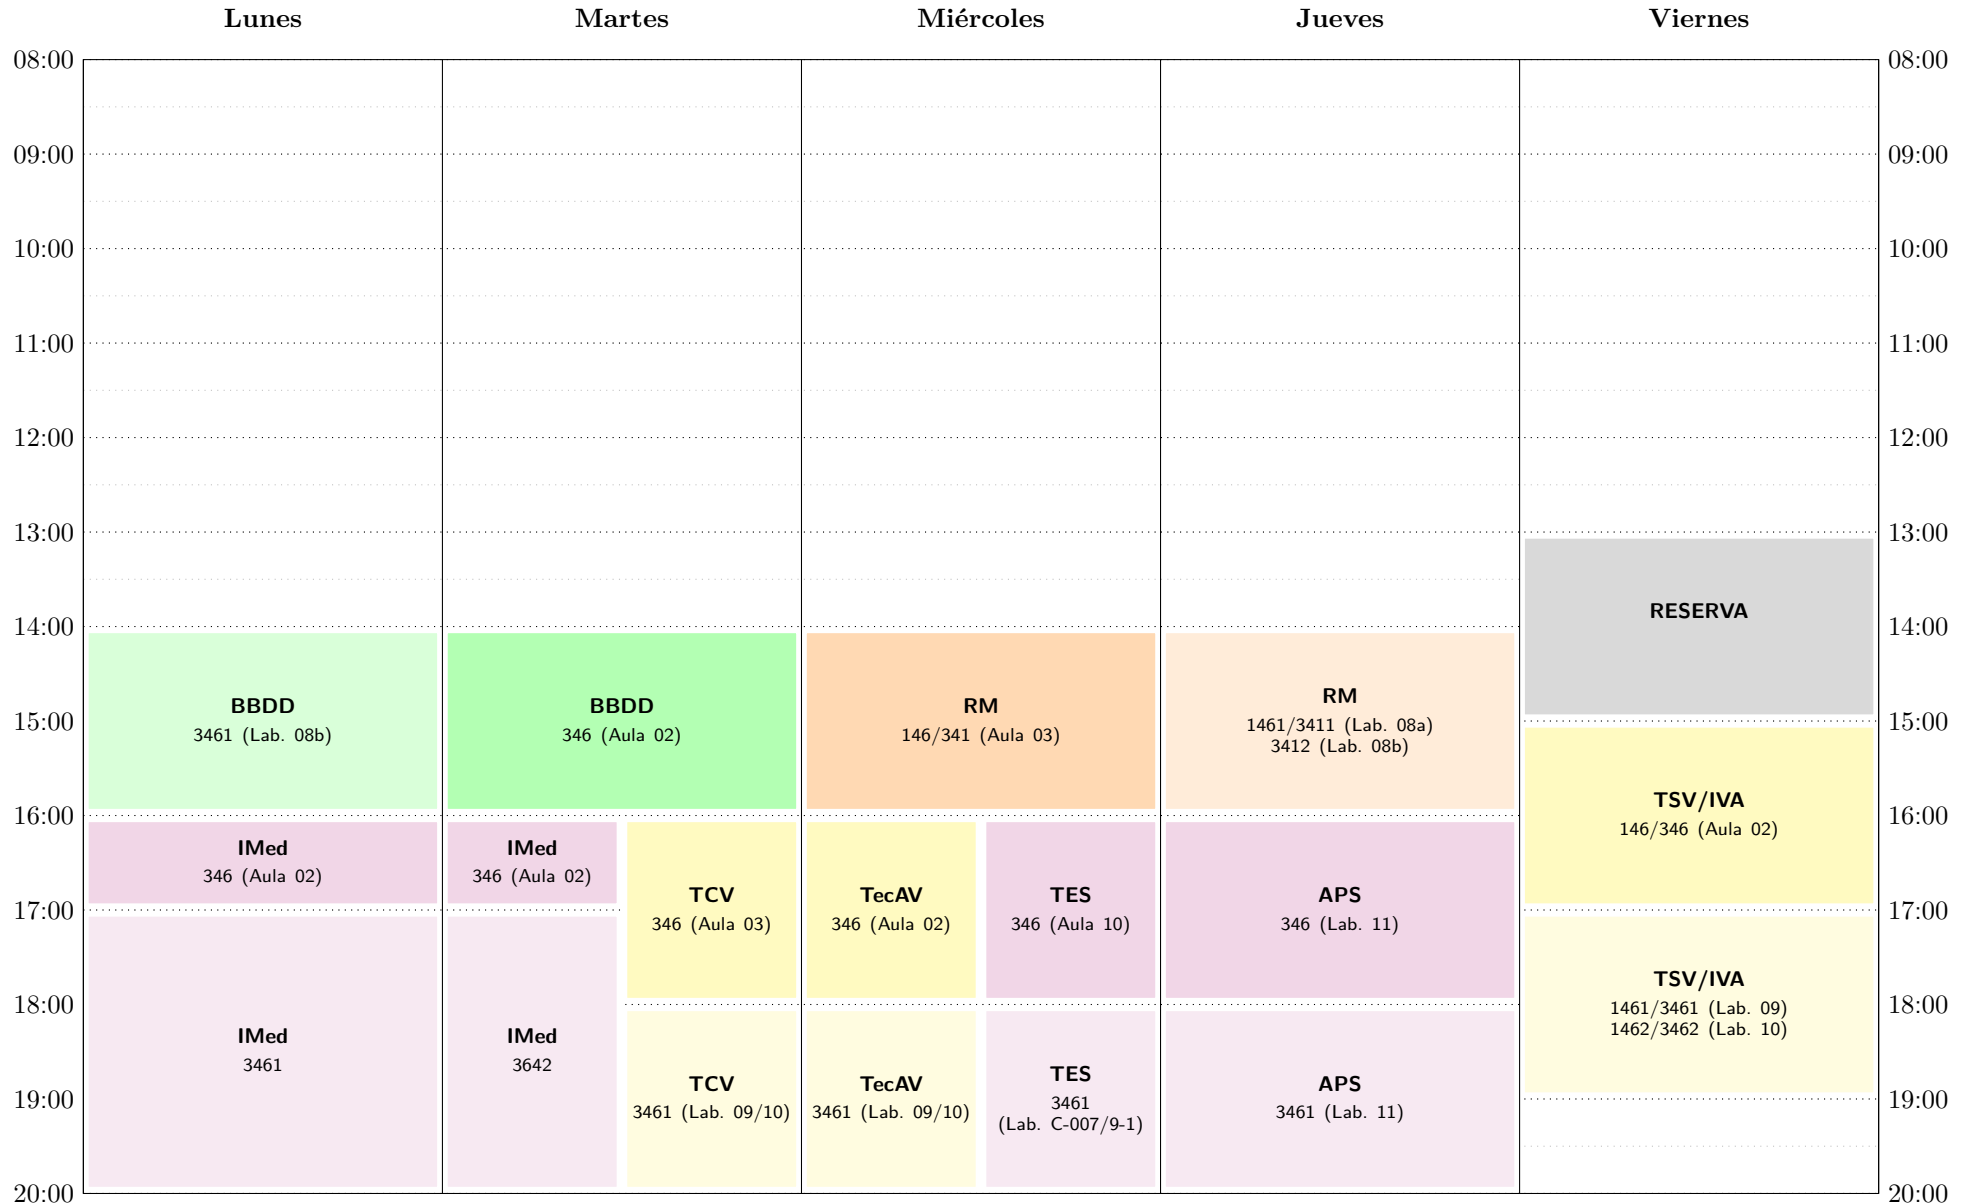 Lunes Martes Miércoles Jueves Viernes
08:00 08:00
09:00 09:00
10:00 10:00
11:00 11:00
12:00 12:00
13:00 13:00
14:00 14:00
15:00 15:00
16:00 16:00
17:00 17:00
18:00 18:00
19:00 19:00
20:00 20:00
BBDD
3461 (Lab. 08b)
IMed
346 (Aula 02)
IMed
3461
BBDD
346 (Aula 02)
IMed
346 (Aula 02)
IMed
3642
TCV
346 (Aula 03)
TCV
3461 (Lab. 09/10)
RM
146/341 (Aula 03)
TecAV
346 (Aula 02)
TecAV
3461 (Lab. 09/10)
TES
346 (Aula 10)
TES
3461
(Lab. C-007/9-1)
RM
1461/3411 (Lab. 08a)
3412 (Lab. 08b)
APS
346 (Lab. 11)
APS
3461 (Lab. 11)
RESERVA
TSV/IVA
146/346 (Aula 02)
TSV/IVA
1461/3461 (Lab. 09)
1462/3462 (Lab. 10)